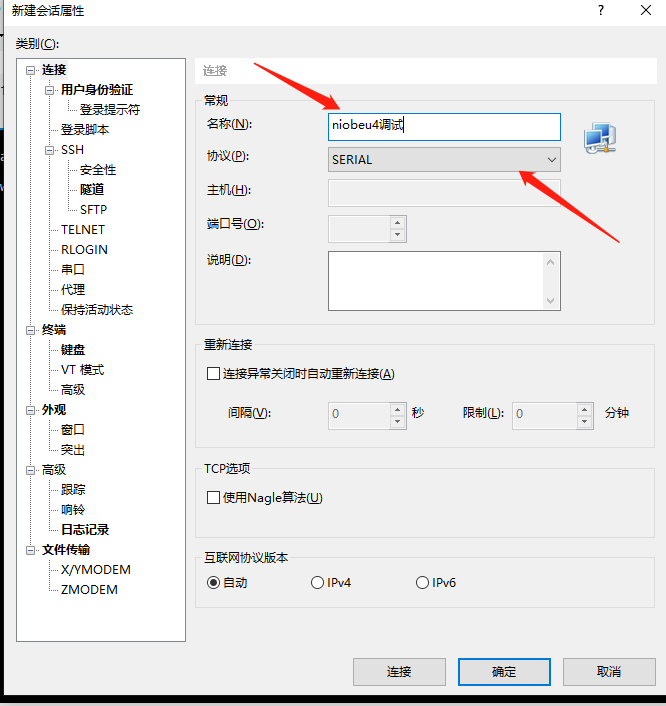 新建会话属性
?
类别(C):
连接
用户身份验证
登录提示符
登录脚本
SSH
安全性
隧道
SFTP
TELNET
RLOGIN
串口
代理
保持活动状态
终端
键盘
VT 模式
高级
外观
窗口
突出
高级
跟踪
响铃
日志记录
文件传输
X/YMODEM
ZMODEM
连接
常规
名称(N):
niobeu4调试
协议(P):
SERIAL
主机(H):
端口号(O):
说明(D):
重新连接
连接异常关闭时自动重新连接(A)
间隔(V): 0 秒 限制(L): 0 分钟
TCP选项
使用Nagle算法(U)
互联网协议版本
自动 IPv4 IPv6
连接 确定 取消